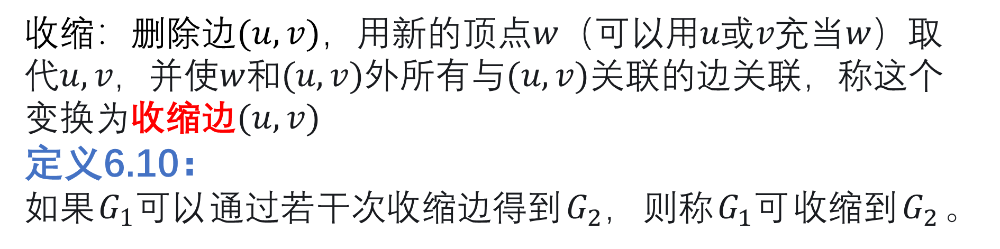 收缩：删除边(u, v)，用新的顶点w（可以用u或v充当w）取
代u, v，并使w和(u, v)外所有与(u, v)关联的边关联，称这个
变换为收缩边(u, v)
定义6.10：
如果G₁可以通过若干次收缩边得到G₂，则称G₁可收缩到G₂。